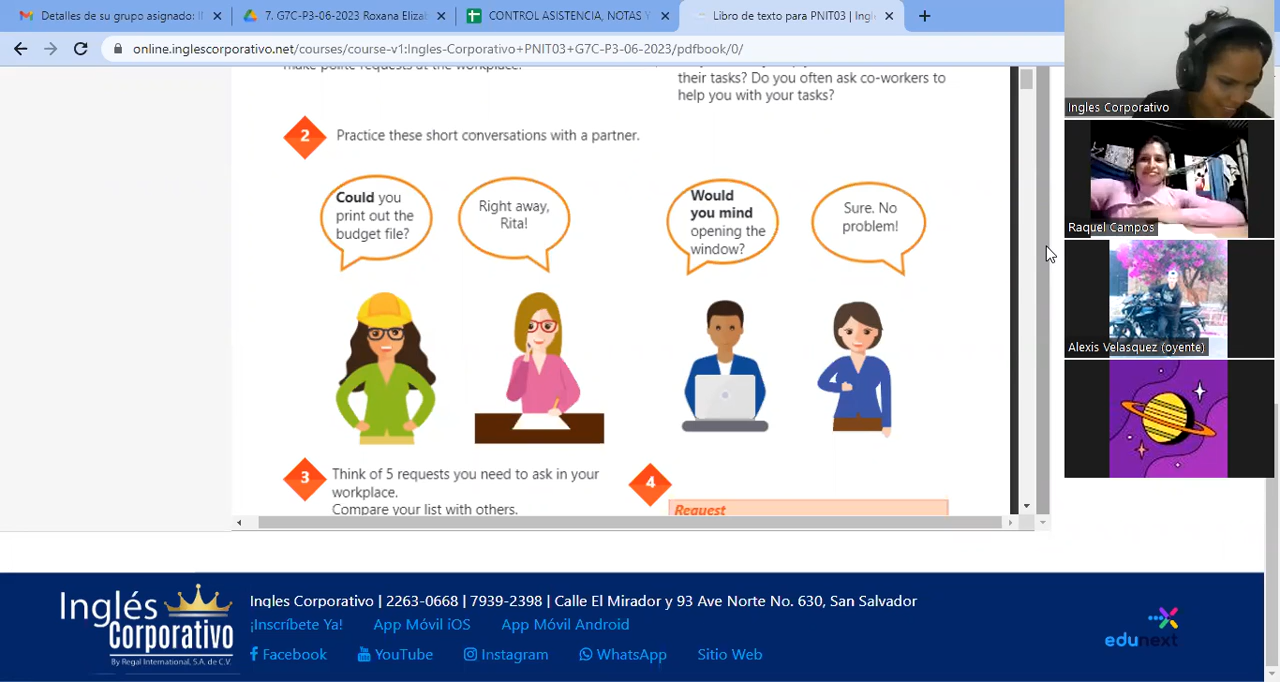 Detalles de su grupo asignado: I
7. G7C-P3-06-2023 Roxana Elizab
CONTROL ASISTENCIA, NOTAS Y
Libro de texto para PNIT03 | Ingl
online.inglescorporativo.net/courses/course-v1:Ingles-Corporativo+PNIT03+G7C-P3-06-2023/pdfbook/0/
make polite requests at the workplace.
their tasks? Do you often ask co-workers to
help you with your tasks?
2
Practice these short conversations with a partner.
Could you
print out the
budget file?
Right away,
Rita!
Would
you mind
opening the
window?
Sure. No
problem!
3
Think of 5 requests you need to ask in your
workplace.
Compare your list with others.
4
Request
Ingles Corporativo
Raquel Campos
Alexis Velasquez (oyente)
Inglés
Corporativo
By Regal International, S.A. de C.V.
Ingles Corporativo | 2263-0668 | 7939-2398 | Calle El Mirador y 93 Ave Norte No. 630, San Salvador
¡Inscríbete Ya! App Móvil iOS App Móvil Android
Facebook YouTube Instagram WhatsApp Sitio Web
edunext